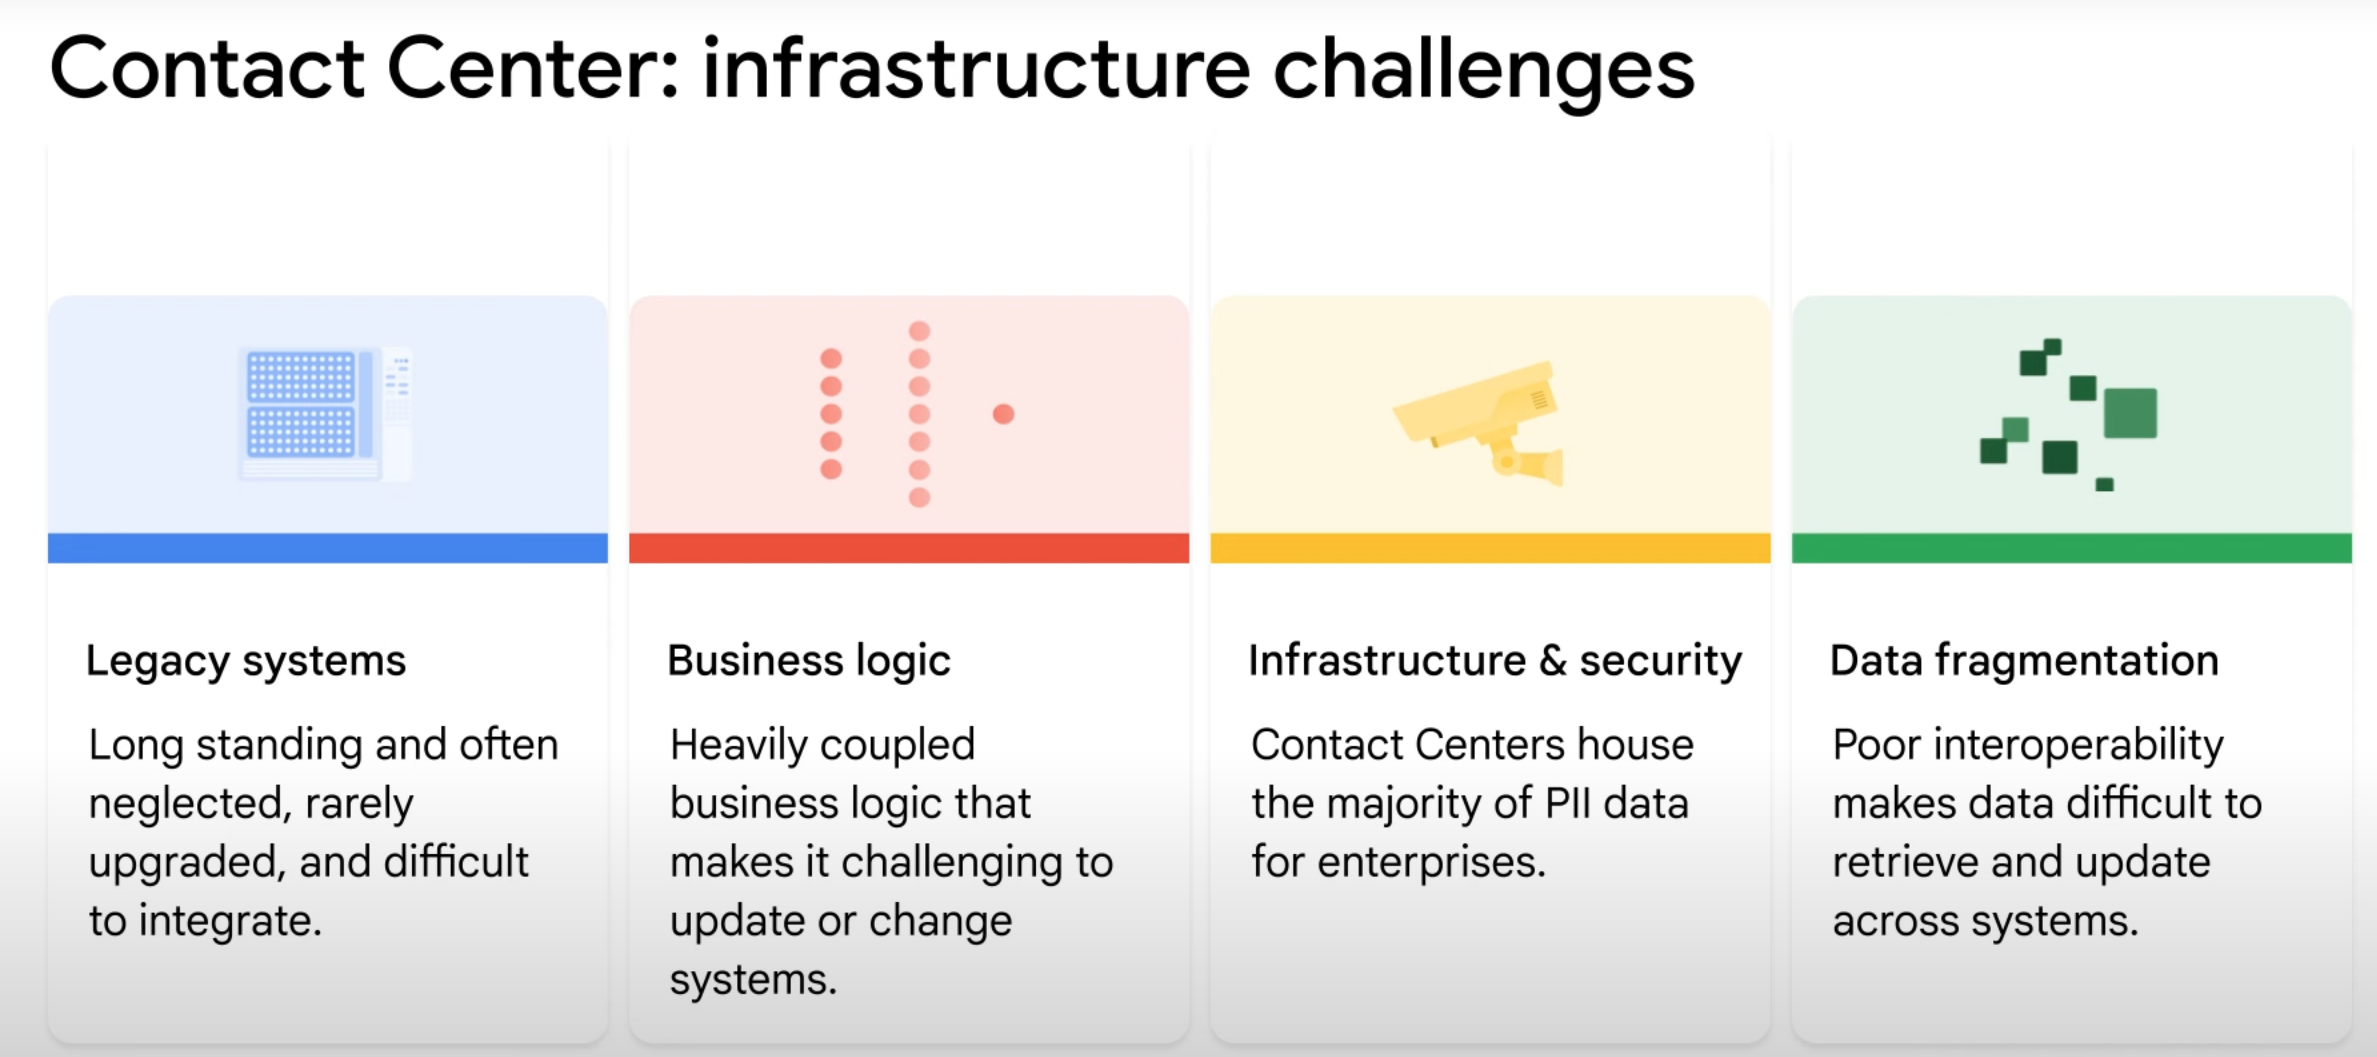 Contact Center: infrastructure challenges
Legacy systems
Long standing and often
neglected, rarely
upgraded, and difficult
to integrate.
Business logic
Heavily coupled
business logic that
makes it challenging to
update or change
systems.
Infrastructure & security
Contact Centers house
the majority of PII data
for enterprises.
Data fragmentation
Poor interoperability
makes data difficult to
retrieve and update
across systems.